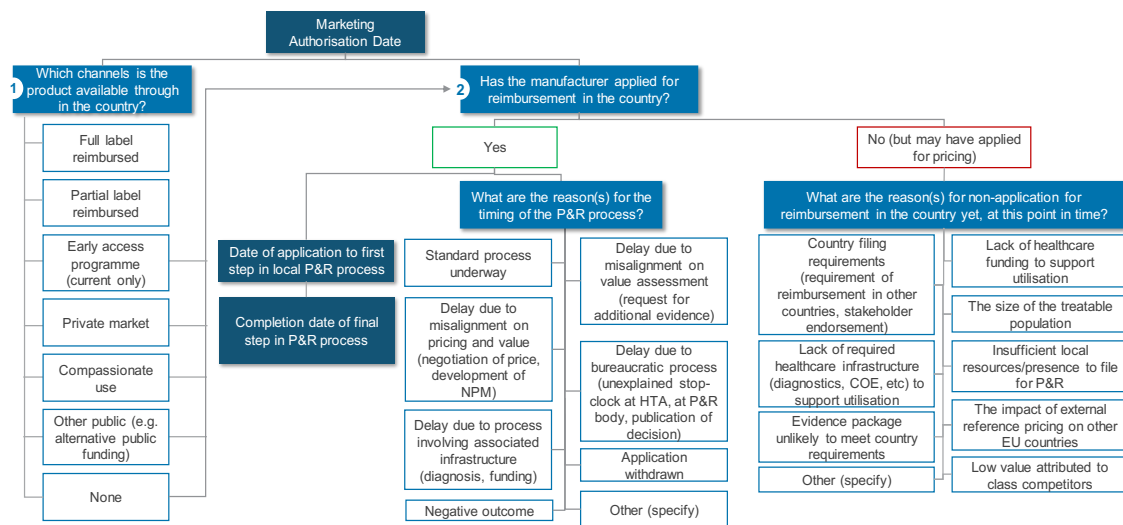 Marketing
Authorisation Date
1
Which channels is the
product available through
in the country?
Full label
reimbursed
Partial label
reimbursed
Early access
programme
(current only)
Private market
Compassionate
use
Other public (e.g.
alternative public
funding)
None
2
Has the manufacturer applied for
reimbursement in the country?
Yes
Date of application to first
step in local P&R process
Completion date of final
step in P&R process
What are the reason(s) for the
timing of the P&R process?
Standard process
underway
Delay due to
misalignment on
pricing and value
(negotiation of price,
development of
NPM)
Delay due to process
involving associated
infrastructure
(diagnosis, funding)
Negative outcome
Delay due to
misalignment on
value assessment
(request for
additional evidence)
Delay due to
bureaucratic process
(unexplained stop-
clock at HTA, at P&R
body, publication of
decision)
Application
withdrawn
Other (specify)
No (but may have applied
for pricing)
What are the reason(s) for non-application for
reimbursement in the country yet, at this point in time?
Country filing
requirements
(requirement of
reimbursement in other
countries, stakeholder
endorsement)
Lack of required
healthcare infrastructure
(diagnostics, COE, etc) to
support utilisation
Evidence package
unlikely to meet country
requirements
Other (specify)
Lack of healthcare
funding to support
utilisation
The size of the treatable
population
Insufficient local
resources/presence to file
for P&R
The impact of external
reference pricing on other
EU countries
Low value attributed to
class competitors